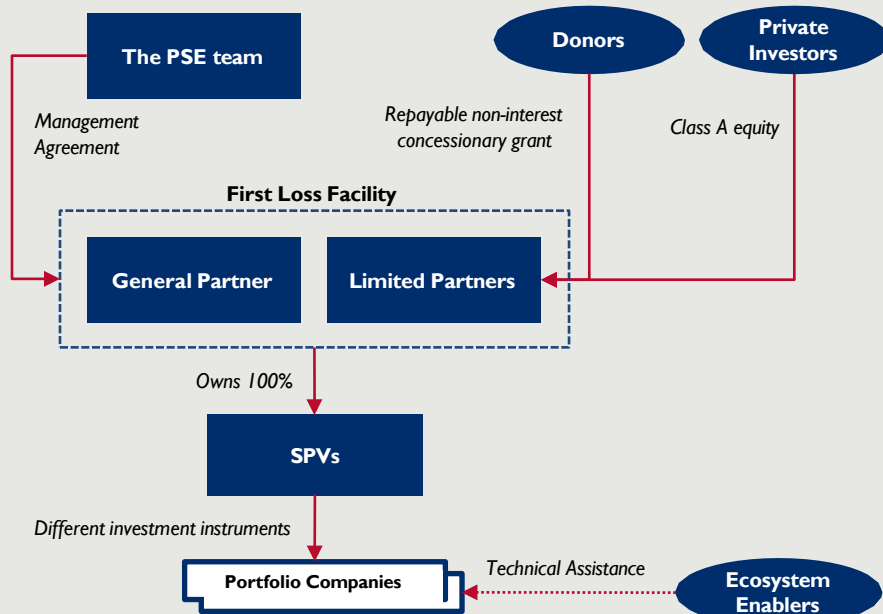 The PSE team
Donors
Private
Investors
Management
Agreement
Repayable non-interest
concessionary grant
Class A equity
First Loss Facility
General Partner
Limited Partners
Owns 100%
SPVs
Different investment instruments
Portfolio Companies
Technical Assistance
Ecosystem
Enablers